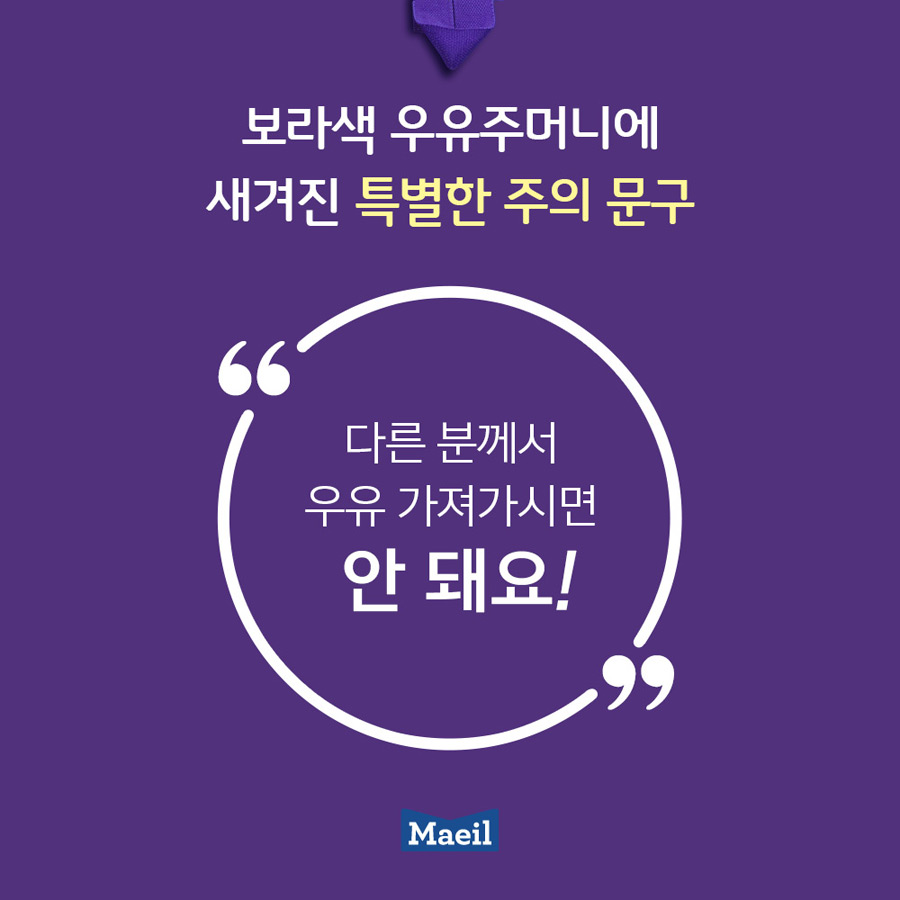 보라색 우유주머니에
새겨진 특별한 주의 문구
“
다른 분께서
우유 가져가시면
안 돼요!
”
Maeil